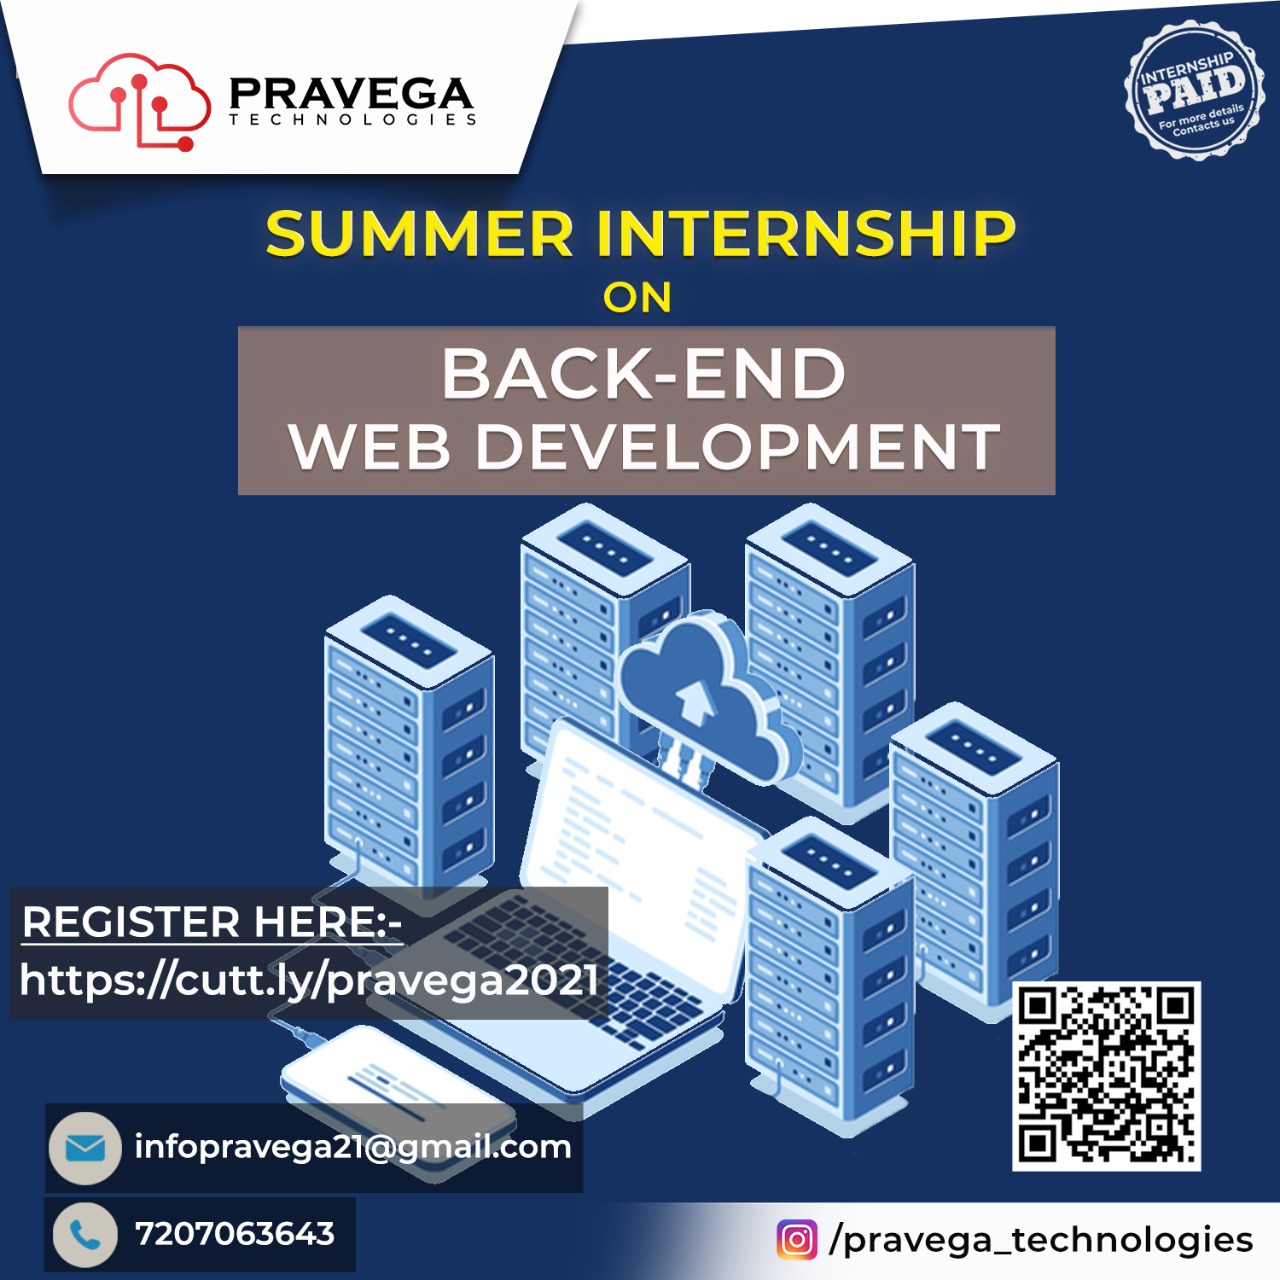 PRAVEGA
TECHNOLOGIES
INTERNSHIP
PAID
For more details
Contacts us
SUMMER INTERNSHIP
ON
BACK-END
WEB DEVELOPMENT
REGISTER HERE:-
https://cutt.ly/pravega2021
infopravega21@gmail.com
7207063643
/pravega_technologies